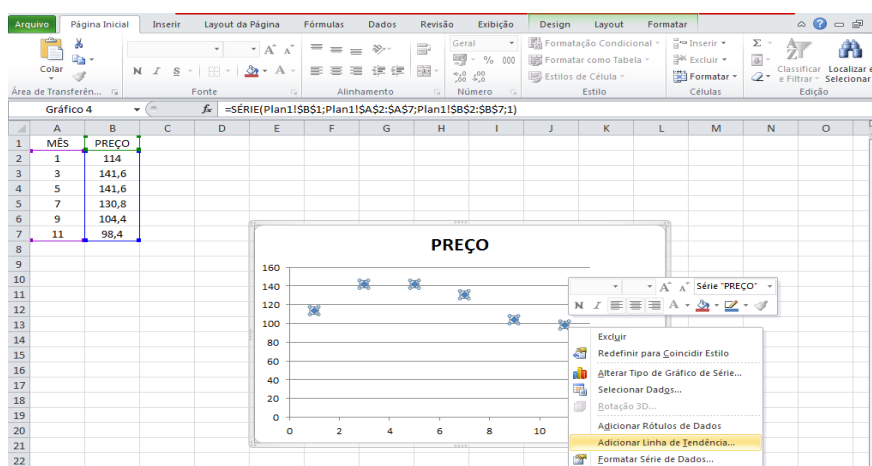 Arquivo Página Inicial Inserir Layout da Página Fórmulas Dados Revisão Exibição Design Layout Formatar
Colar
N I S
A A
A
Geral
% 000
,0 ,00
,00 ,0
Formatação Condicional
Formatar como Tabela
Estilos de Célula
Inserir
Excluir
Formatar
Σ
Classificar e Filtrar
Localizar e
Selecionar
Área de Transferên... Fonte Alinhamento Número Estilo Células Edição
Gráfico 4 fx =SÉRIE(Plan1!$B$1;Plan1!$A$2:$A$7;Plan1!$B$2:$B$7;1)
A B C D E F G H I J K L M N O
1 MÊS PREÇO
2 1 114
3 3 141,6
4 5 141,6
5 7 130,8
6 9 104,4
7 11 98,4
8
9
10
11
12
13
14
15
16
17
18
19
20
21
22
PREÇO
160
140
120
100
80
60
40
20
0
0 2 4 6 8 10
A A Série "PREÇO"
N I A
Excluir
Redefinir para Coincidir Estilo
Alterar Tipo de Gráfico de Série...
Selecionar Dados...
Rotação 3D...
Adicionar Rótulos de Dados
Adicionar Linha de Tendência...
Formatar Série de Dados...